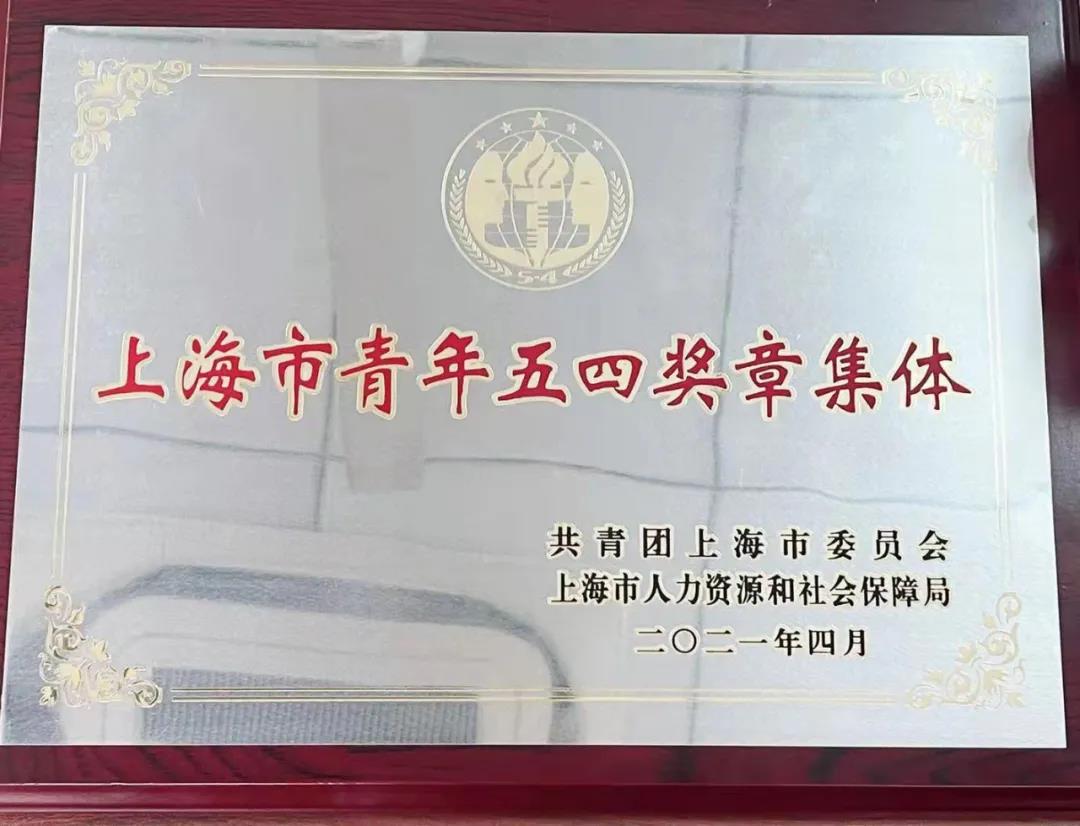 5·4
上海市青年五四奖章集体
共青团上海市委员会
上海市人力资源和社会保障局
二〇二一年四月